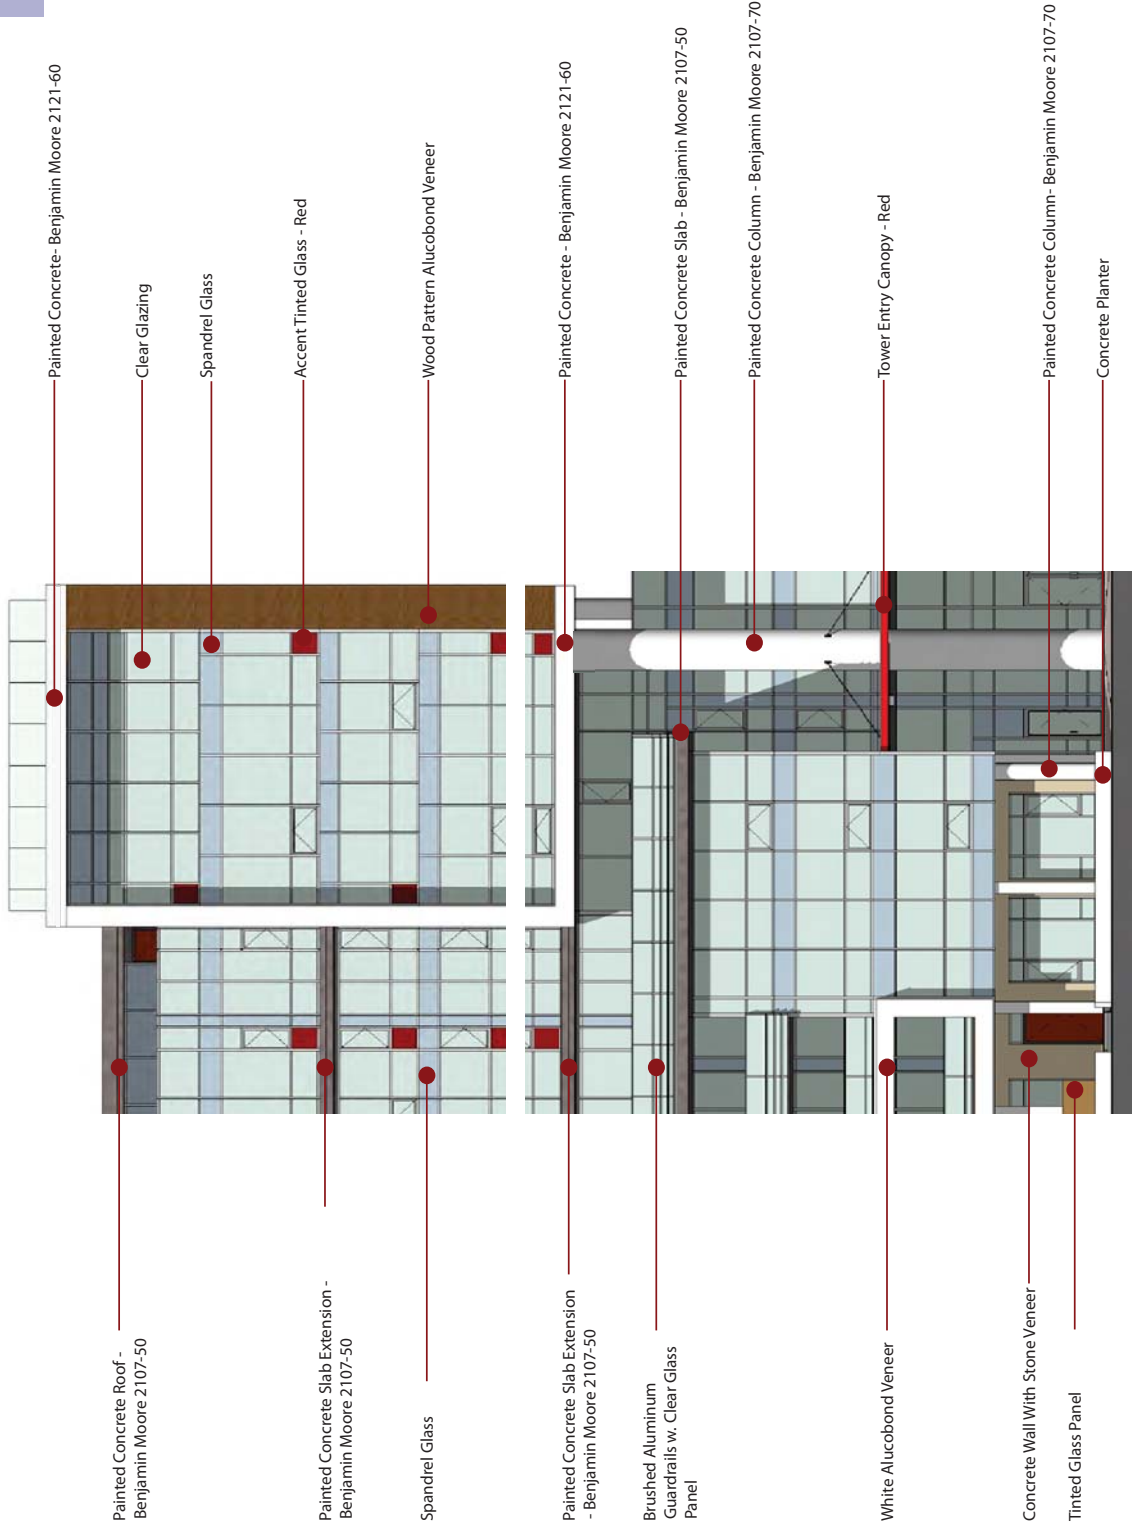 Painted Concrete- Benjamin Moore 2121-60
Clear Glazing
Spandrel Glass
Accent Tinted Glass - Red
Wood Pattern Alucobond Veneer
Painted Concrete - Benjamin Moore 2121-60
Painted Concrete Slab - Benjamin Moore 2107-50
Painted Concrete Column - Benjamin Moore 2107-70
Tower Entry Canopy - Red
Painted Concrete Column- Benjamin Moore 2107-70
Concrete Planter
Painted Concrete Roof -
Benjamin Moore 2107-50
Painted Concrete Slab Extension -
Benjamin Moore 2107-50
Spandrel Glass
Painted Concrete Slab Extension
- Benjamin Moore 2107-50
Brushed Aluminum
Guardrails w. Clear Glass
Panel
White Alucobond Veneer
Concrete Wall With Stone Veneer
Tinted Glass Panel